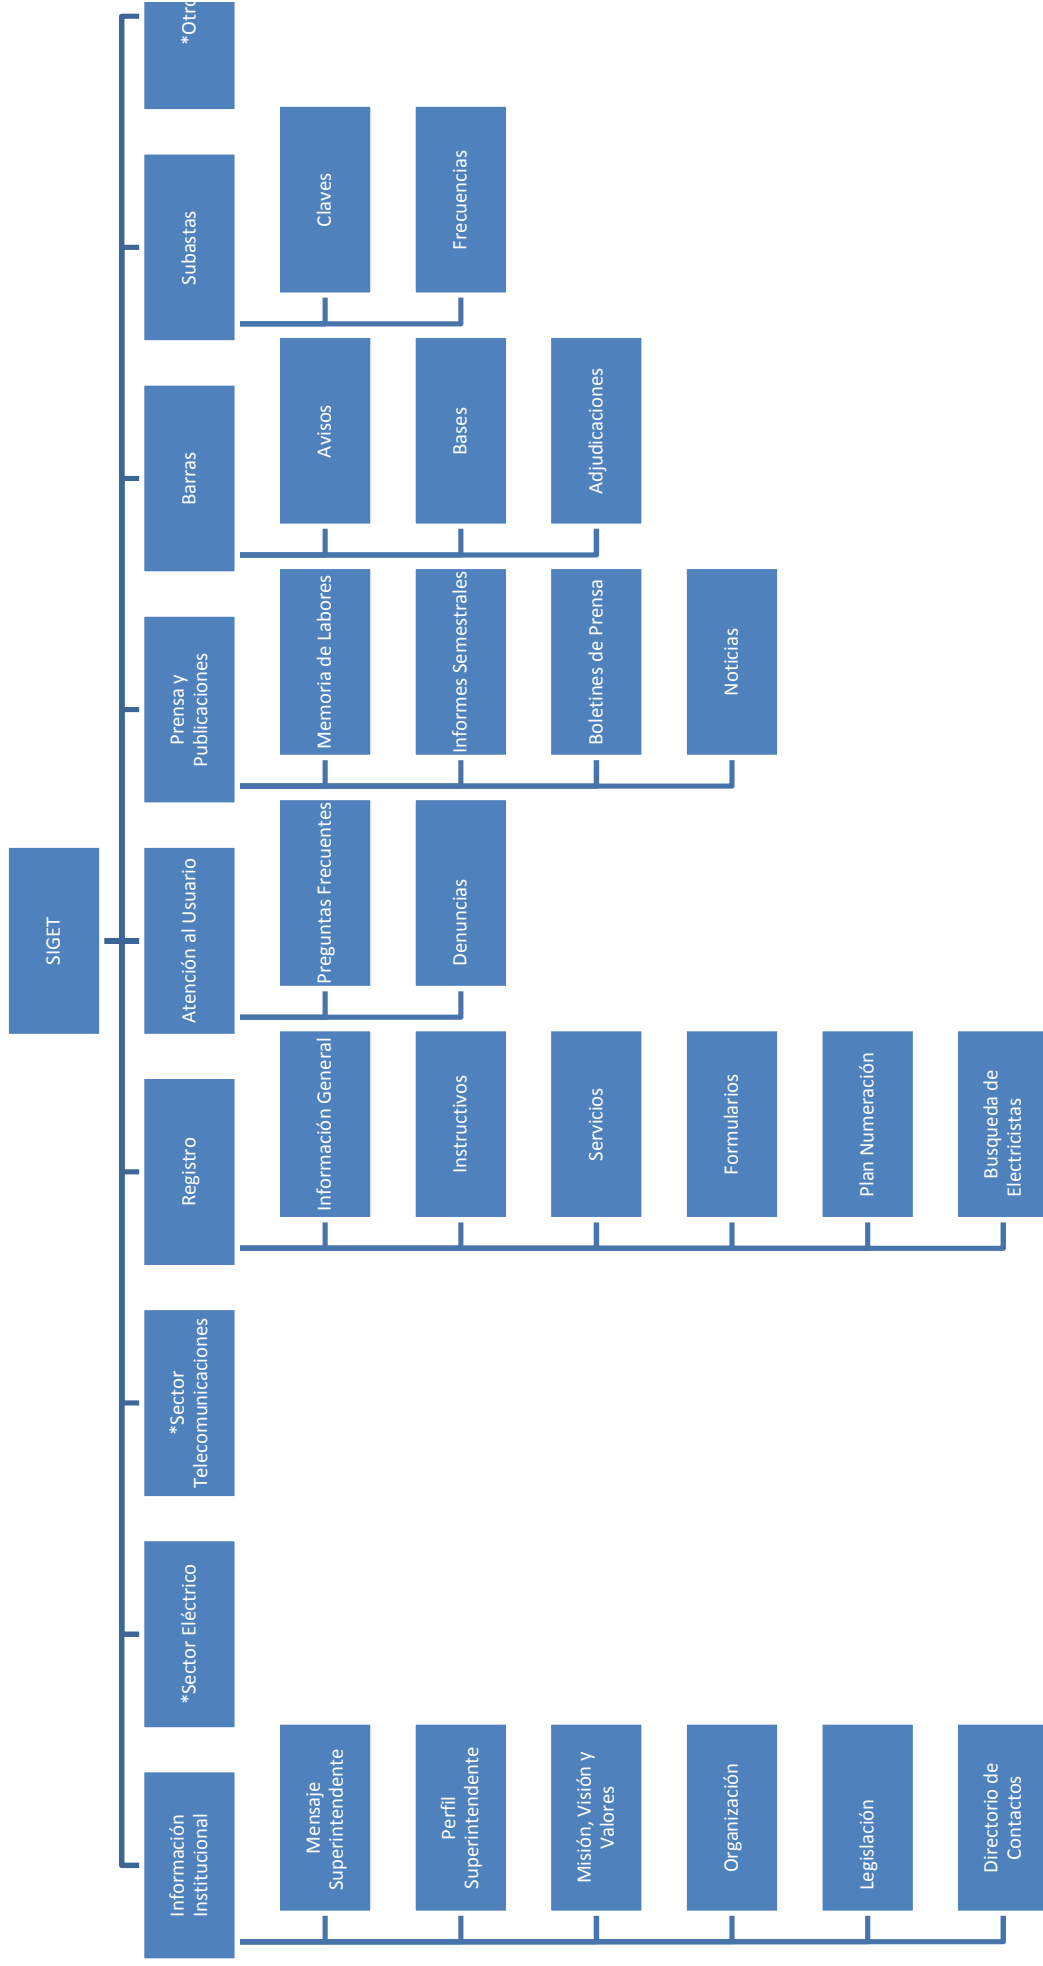 SIGET
Información
Institucional
*Sector Eléctrico
*Sector
Telecomunicaciones
Registro
Atención al Usuario
Prensa y
Publicaciones
Barras
Subastas
*Otro
Mensaje
Superintendente
Perfil
Superintendente
Misión, Visión y
Valores
Organización
Legislación
Directorio de
Contactos
Información General
Instructivos
Servicios
Formularios
Plan Numeración
Busqueda de
Electricistas
Preguntas Frecuentes
Denuncias
Memoria de Labores
Informes Semestrales
Boletines de Prensa
Noticias
Avisos
Bases
Adjudicaciones
Claves
Frecuencias